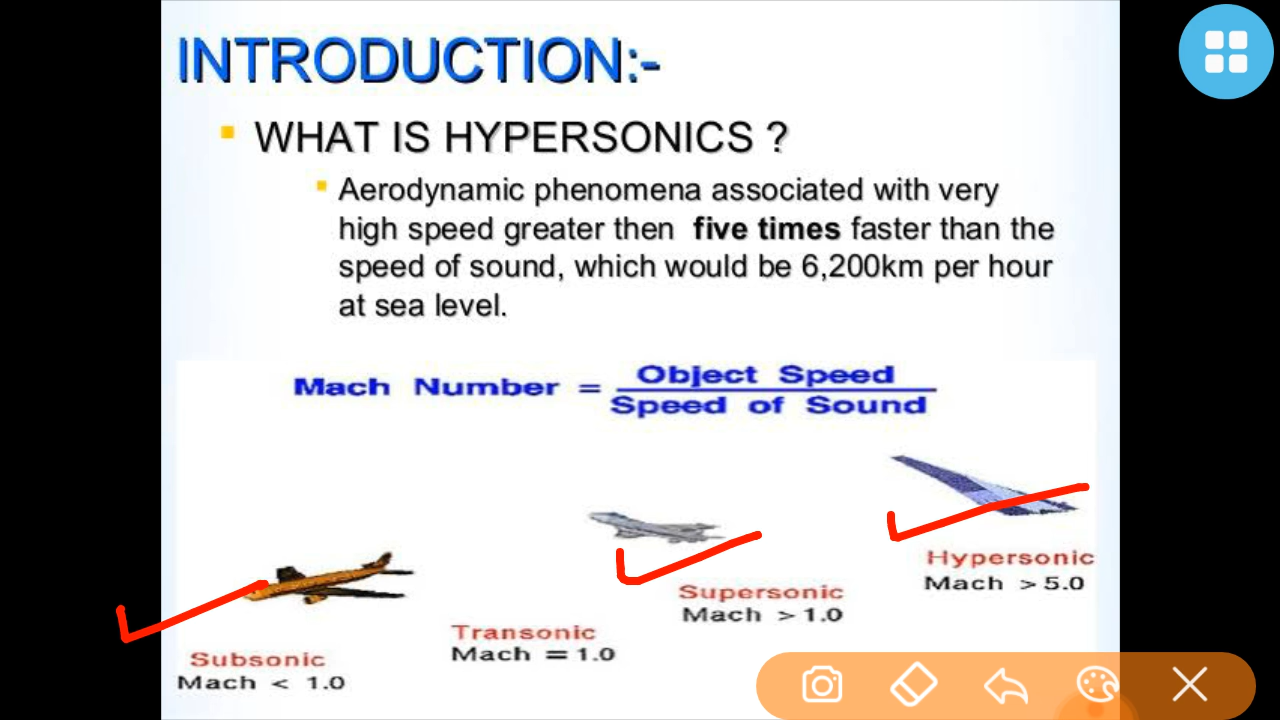 INTRODUCTION:-
WHAT IS HYPERSONICS ?
Aerodynamic phenomena associated with very
high speed greater then five times faster than the
speed of sound, which would be 6,200km per hour
at sea level.
Mach Number = Object Speed
Speed of Sound
Hypersonic
Mach > 5.0
Supersonic
Mach > 1.0
Transonic
Mach = 1.0
Subsonic
Mach < 1.0